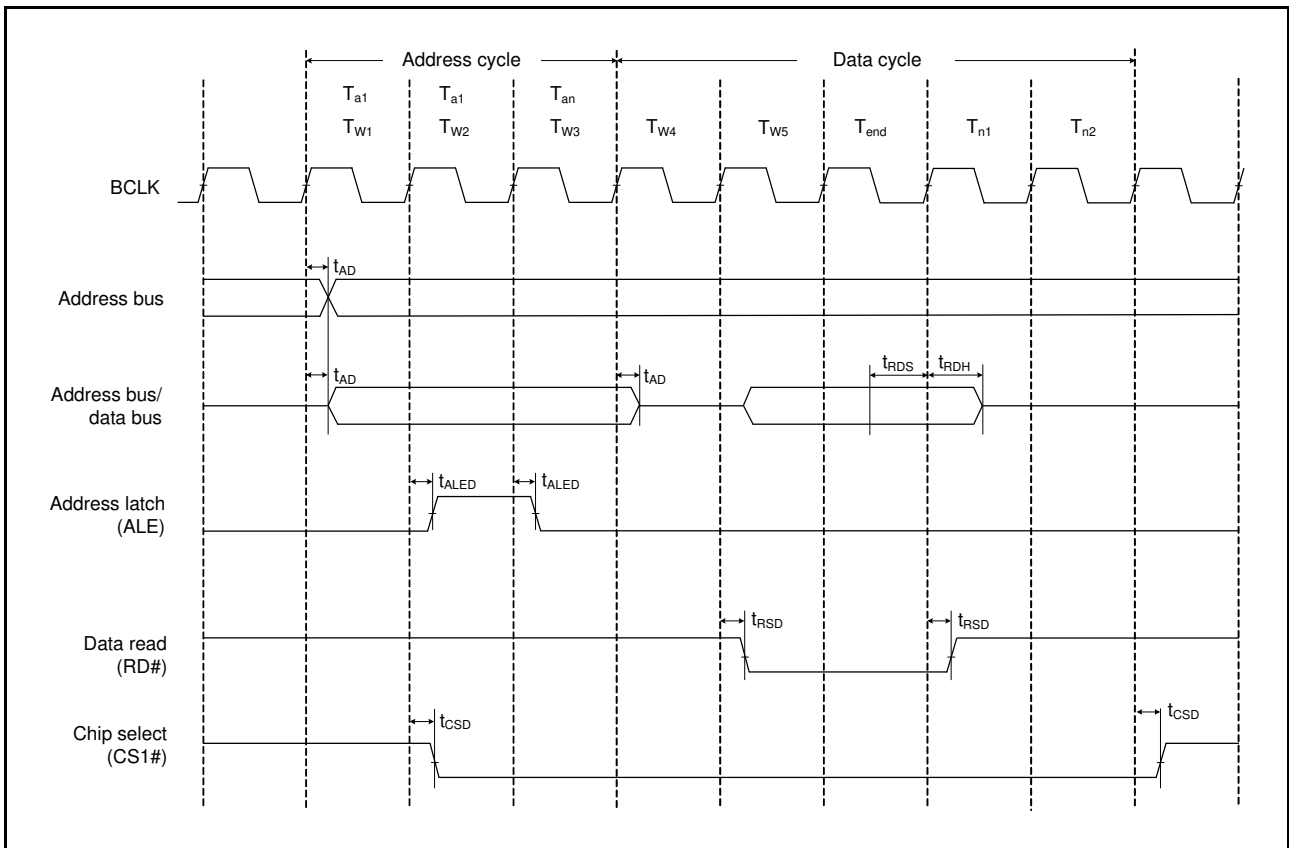 Address cycle Data cycle
Ta1 Ta1 Tan
TW1 TW2 TW3 TW4 TW5 Tend Tn1 Tn2
BCLK
tAD
Address bus
tAD tAD tRDS tRDH
Address bus/
data bus
tALED tALED
Address latch
(ALE)
tRSD tRSD
Data read
(RD#)
tCSD tCSD
Chip select
(CS1#)